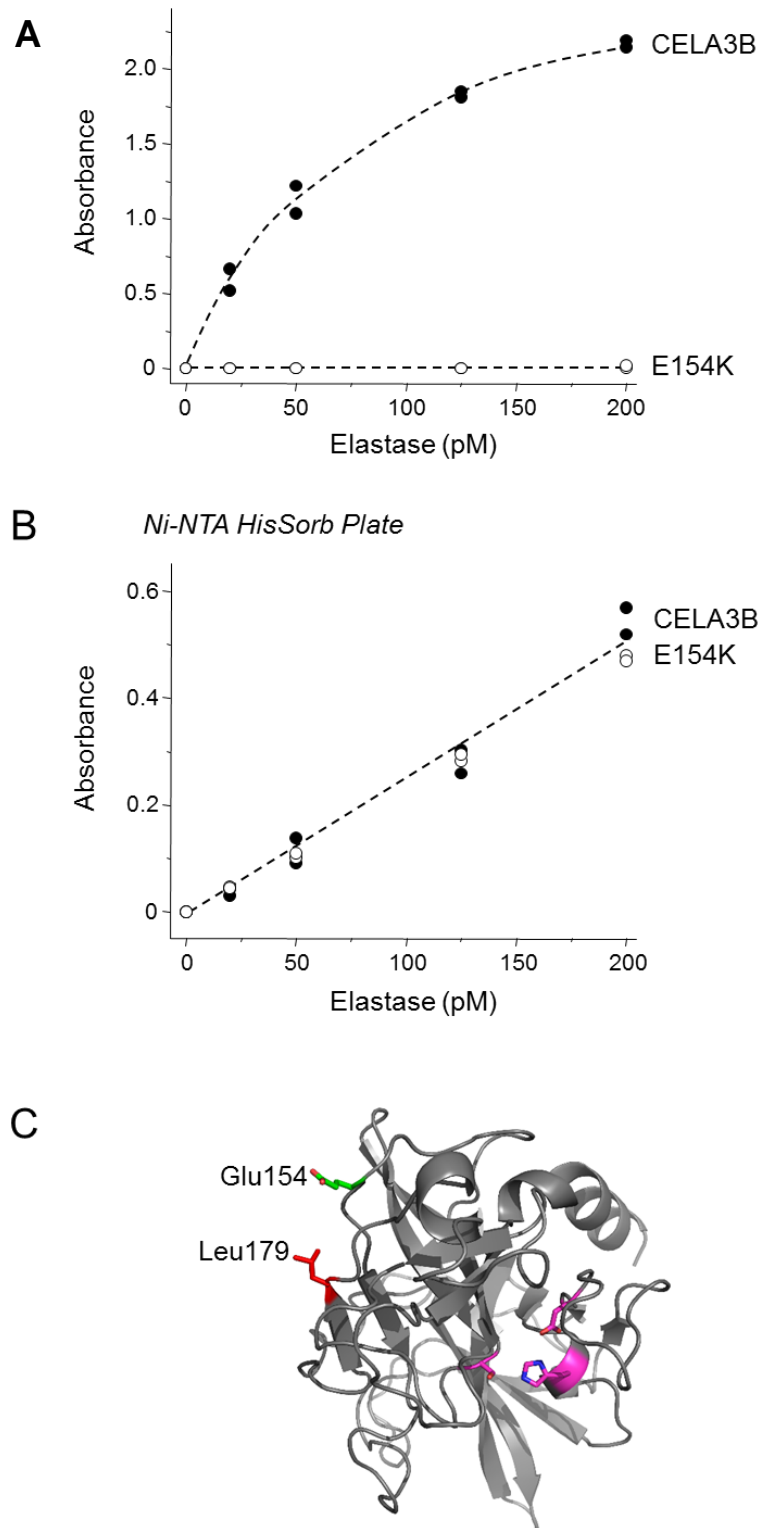 A
CELA3B
2.0
1.5
1.0
0.5
0
E154K
0 50 100 150 200
Elastase (pM)
Absorbance
B
Ni-NTA HisSorb Plate
0.6
CELA3B
E154K
0.4
0.2
0
0 50 100 150 200
Elastase (pM)
Absorbance
C
Glu154
Leu179